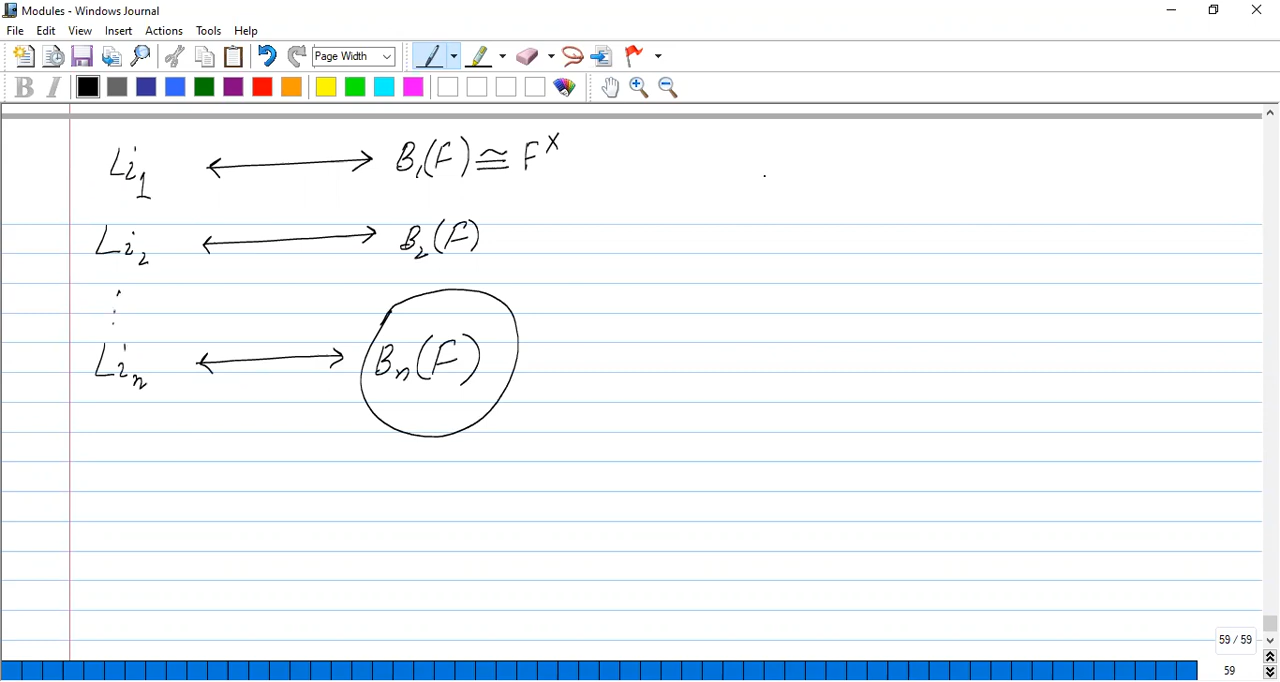 Modules - Windows Journal
File Edit View Insert Actions Tools Help
Page Width
B I
Li₁ ⟷ B₁(F) ≅ F^X
Li₂ ⟷ B₂(F)
⋮
Liₙ ⟷ Bₙ(F)
59 / 59
59